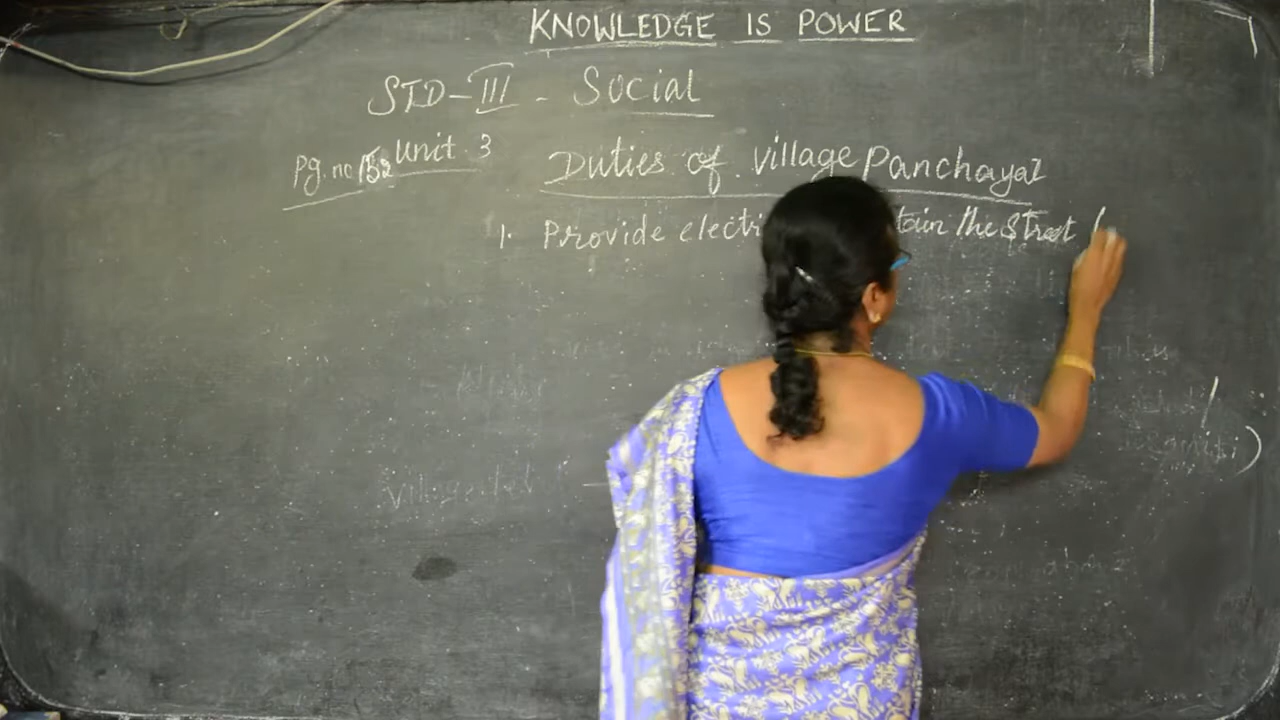 KNOWLEDGE IS POWER
STD-III - Social
Pg. no 152 Unit. 3
Duties of village Panchayat
1. Provide electri tain the Street